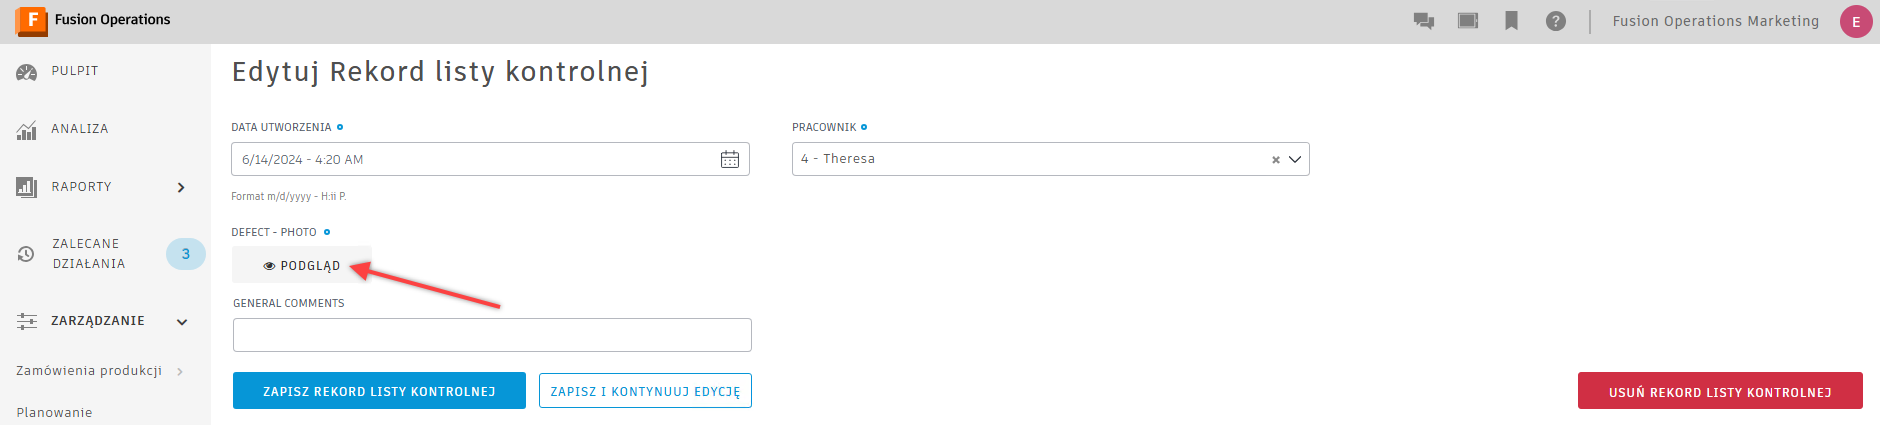 F Fusion Operations
? Fusion Operations Marketing E
PULPIT
ANALIZA
RAPORTY
ZALECANE
DZIAŁANIA
3
ZARZĄDZANIE
Zamówienia produkcji
Planowanie
Edytuj Rekord listy kontrolnej
DATA UTWORZENIA
6/14/2024 - 4:20 AM
Format m/d/yyyy - H:ii P.
PRACOWNIK
4 - Theresa
DEFECT - PHOTO
PODGLĄD
GENERAL COMMENTS
ZAPISZ REKORD LISTY KONTROLNEJ
ZAPISZ I KONTYNUUJ EDYCJĘ
USUŃ REKORD LISTY KONTROLNEJ